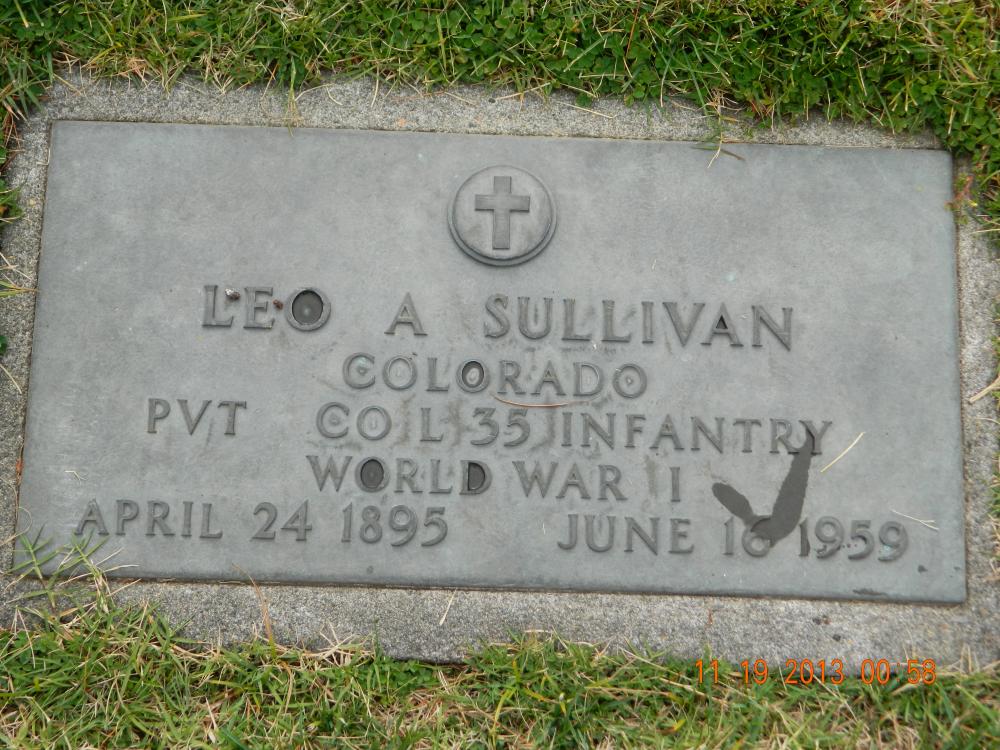 LEO A SULLIVAN
COLORADO
PVT CO L 35 INFANTRY
WORLD WAR I
APRIL 24 1895 JUNE 16 1959
11 19 2013 00 58